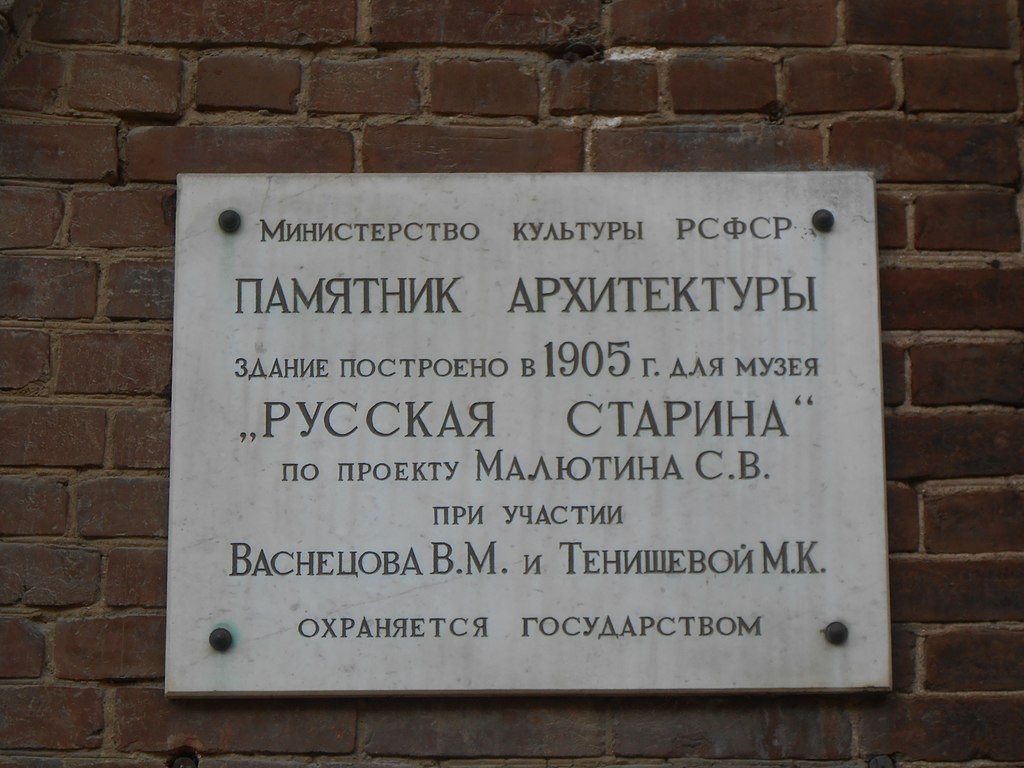 Министерство культуры РСФСР
ПАМЯТНИК АРХИТЕКТУРЫ
здание построено в 1905 г. для музея
„РУССКАЯ СТАРИНА“
по проекту Малютина С.В.
при участии
Васнецова В.М. и Тенишевой М.К.
охраняется государством